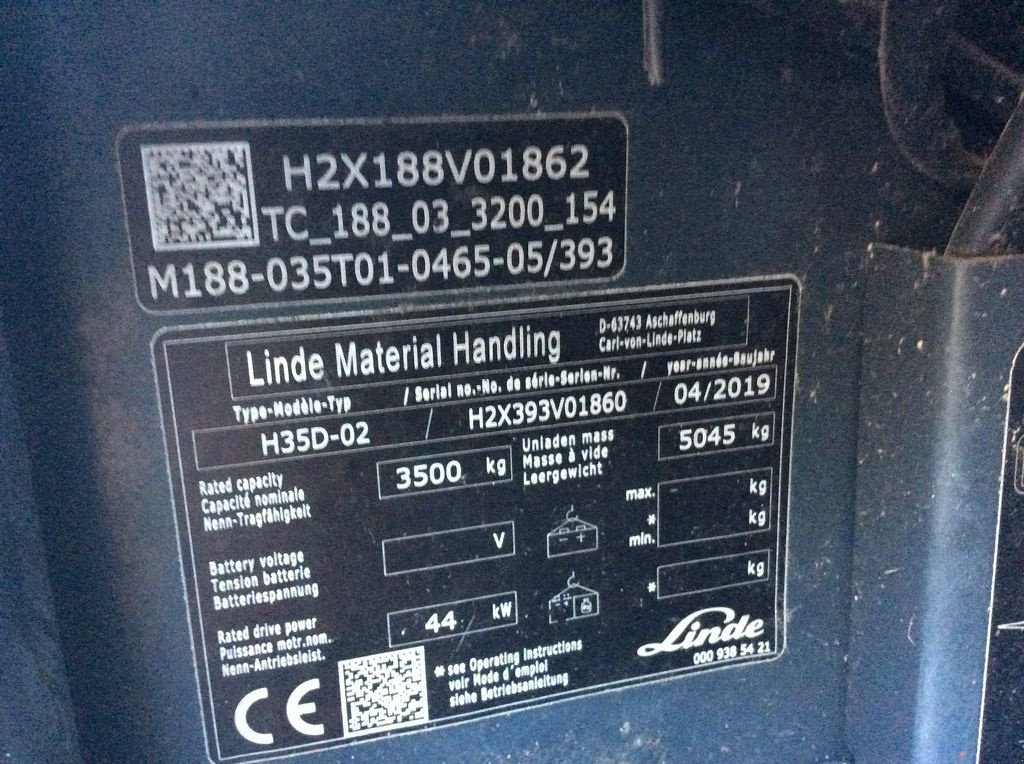 H2X188V01862
TC_188_03_3200_154
M188-035T01-0465-05/393
Linde Material Handling
D-63743 Aschaffenburg
Carl-von-Linde-Platz
Type-Modèle-Typ / Serial no.-No. de série-Serien-Nr. / year-année-Baujahr
H35D-02 / H2X393V01860 / 04/2019
Rated capacity
Capacité nominale
Nenn-Tragfähigkeit
3500 kg
Unladen mass
Masse à vide
Leergewicht
5045 kg
Battery voltage
Tension batterie
Batteriespannung
V
- +
max. kg
* kg
min.
* kg
Rated drive power
Puissance motr.nom.
Nenn-Antriebsleist.
44 kW
CE
* see Operating Instructions
voir Mode d'emploi
siehe Betriebsanleitung
Linde
000 938 54 21